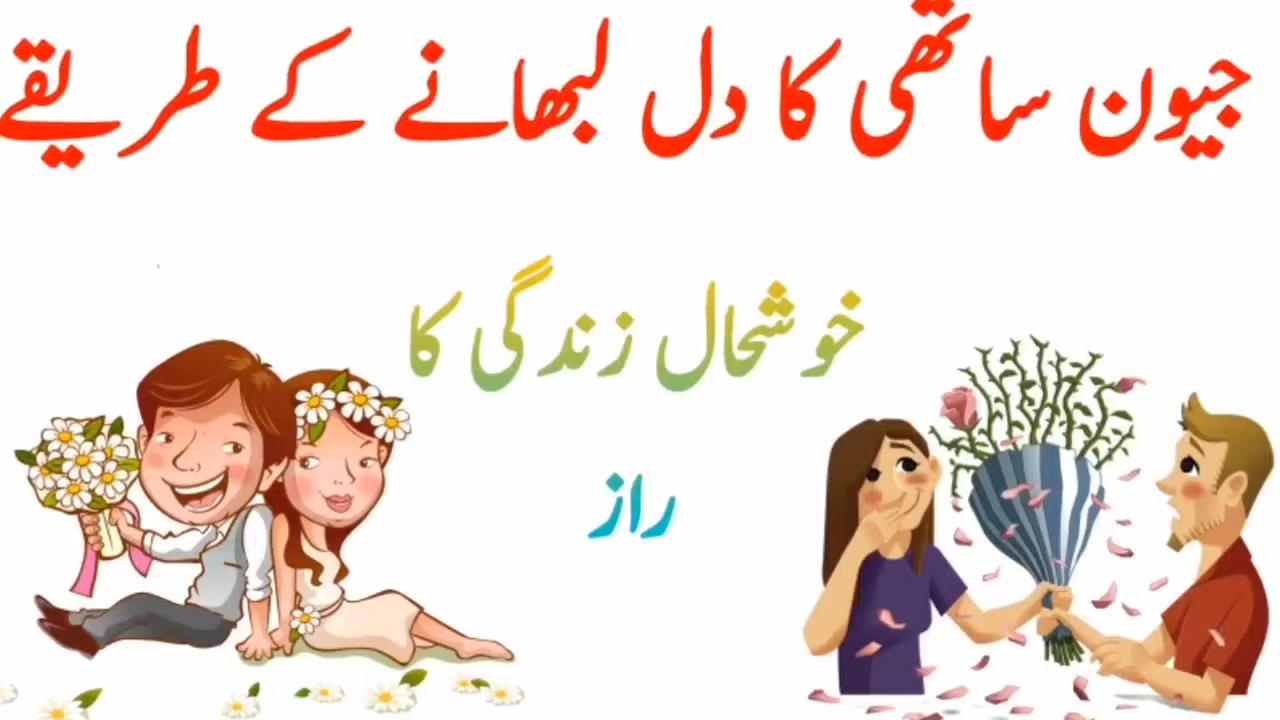 جیون ساتھی کا دل لبھانے کے طریقے
خوشحال زندگی کا
راز